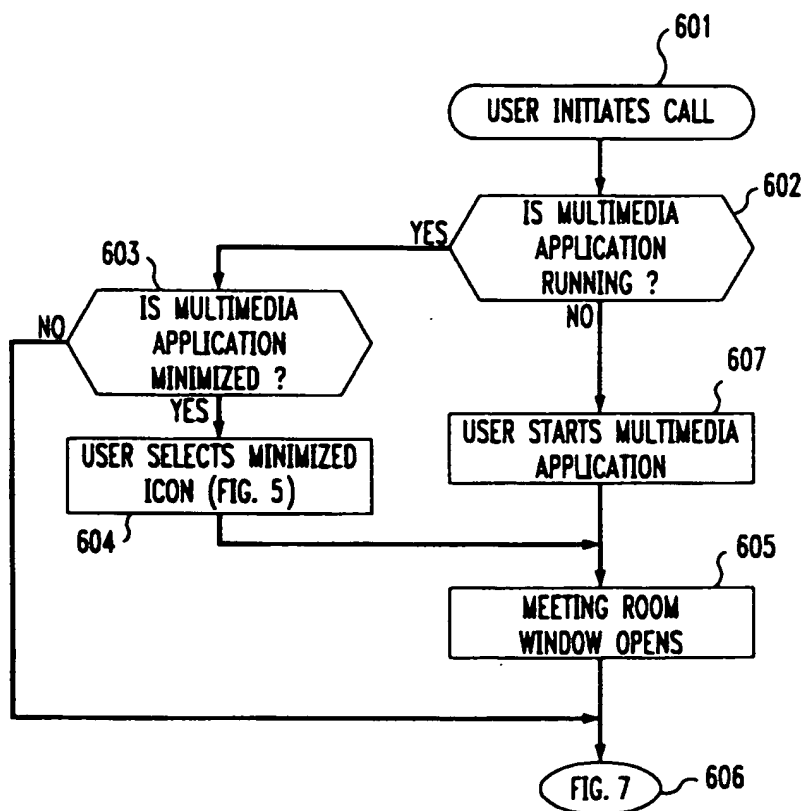 601
USER INITIATES CALL
602
IS MULTIMEDIA
APPLICATION
RUNNING ?
YES
NO
603
IS MULTIMEDIA
APPLICATION
MINIMIZED ?
NO
YES
607
USER STARTS MULTIMEDIA
APPLICATION
USER SELECTS MINIMIZED
ICON (FIG. 5)
604
605
MEETING ROOM
WINDOW OPENS
FIG. 7
606